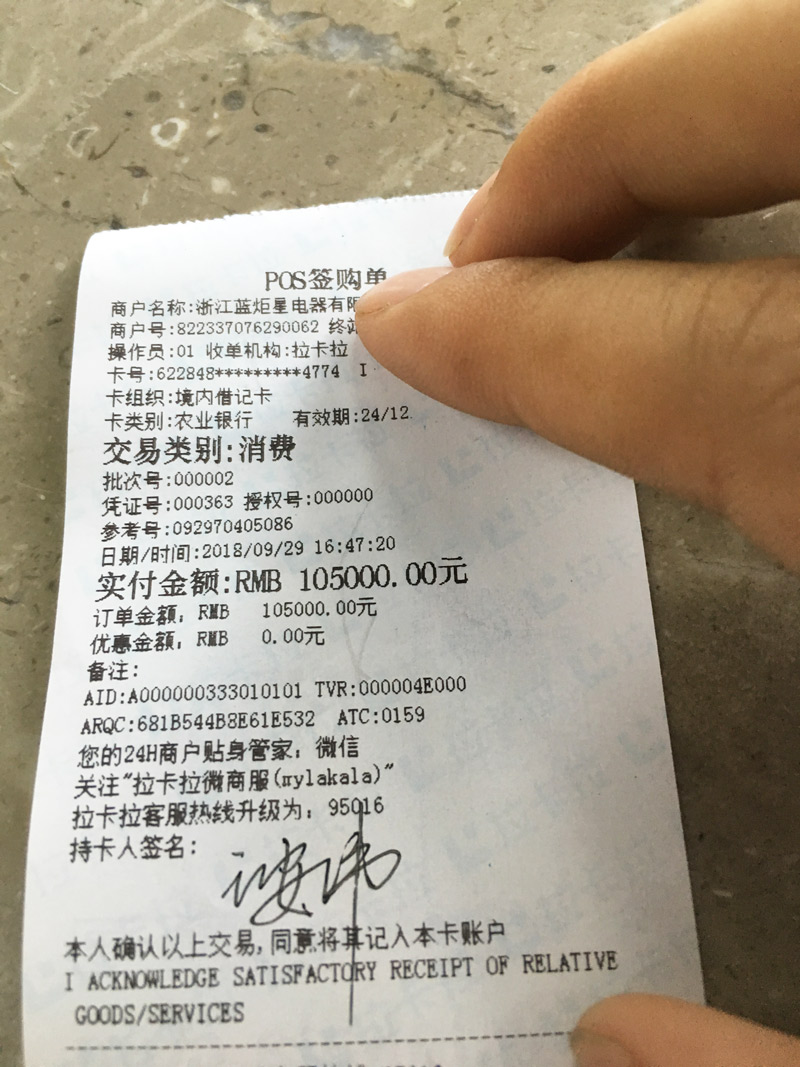 POS签购单
商户名称:浙江蓝炬星电器有限
商户号:822337076290062 终端
操作员:01 收单机构:拉卡拉
卡号:622848*********4774 I
卡组织:境内借记卡
卡类别:农业银行 有效期:24/12
交易类别:消费
批次号:000002
凭证号:000363 授权号:000000
参考号:092970405086
日期/时间:2018/09/29 16:47:20
实付金额:RMB 105000.00元
订单金额: RMB 105000.00元
优惠金额: RMB 0.00元
备注:
AID:A000000333010101 TVR:000004E000
ARQC:681B544B8E61E532 ATC:0159
您的24H商户贴身管家: 微信
关注"拉卡拉微商服(mylakala)"
拉卡拉客服热线升级为: 95016
持卡人签名:
本人确认以上交易,同意将其记入本卡账户
I ACKNOWLEDGE SATISFACTORY RECEIPT OF RELATIVE
GOODS/SERVICES